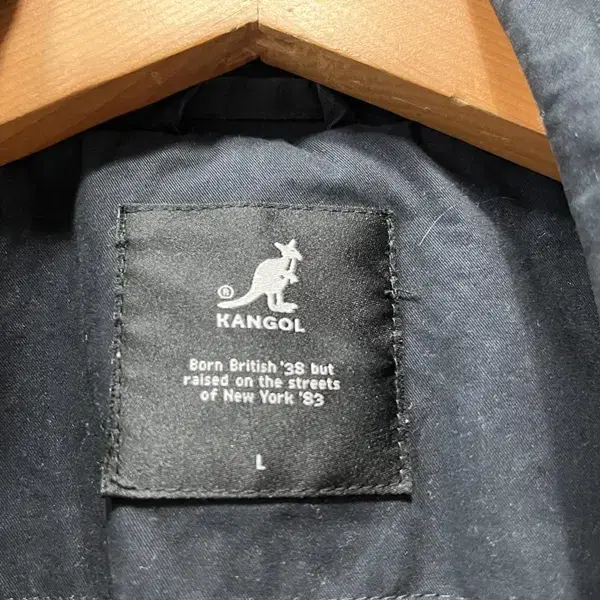 ®
KANGOL
Born British '38 but
raised on the streets
of New York '83
L